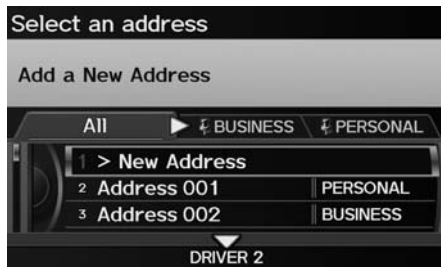 Select an address
Add a New Address
All BUSINESS PERSONAL
1 > New Address
2 Address 001 PERSONAL
3 Address 002 BUSINESS
DRIVER 2